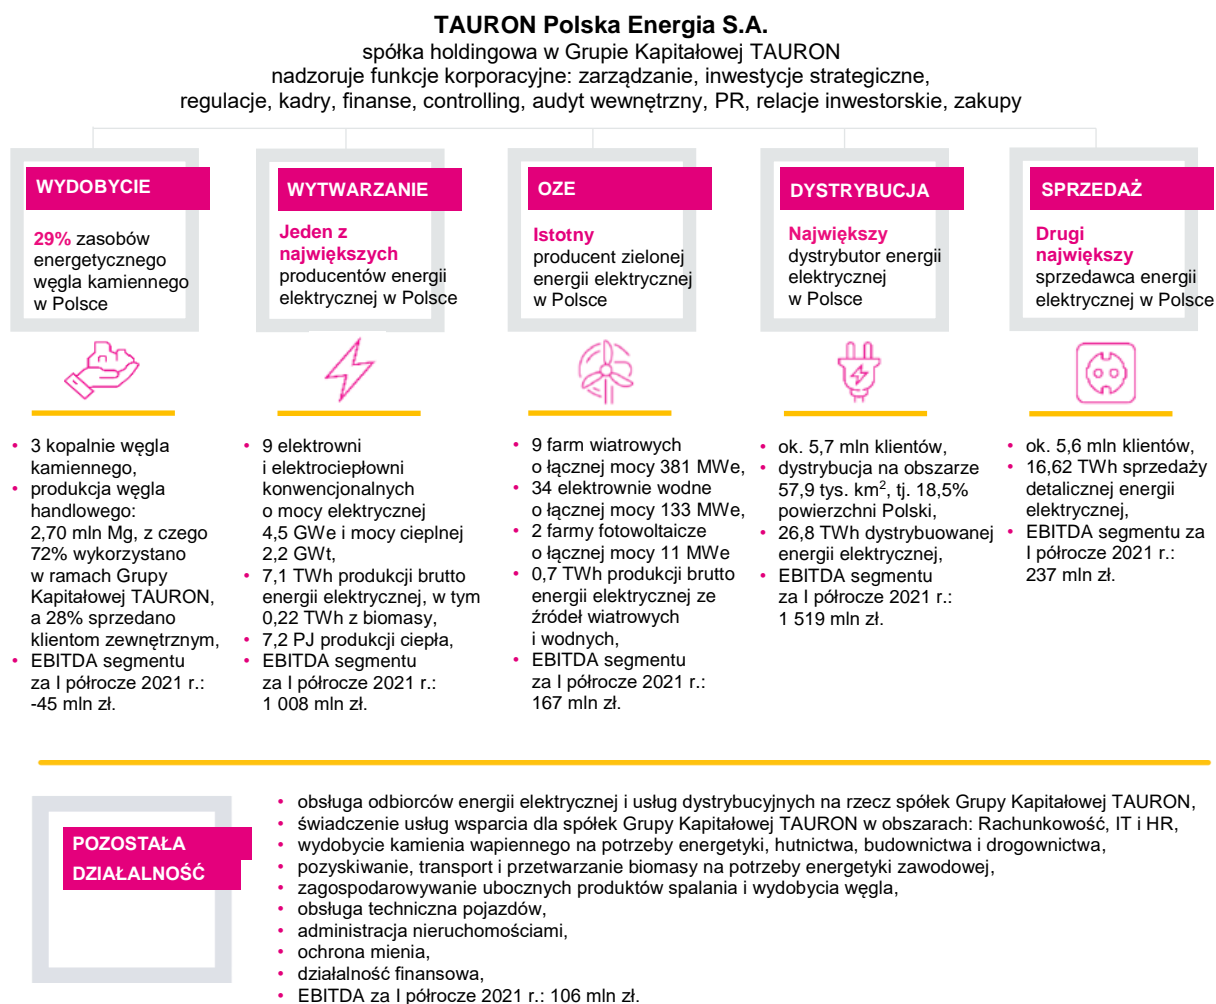 TAURON Polska Energia S.A.
spółka holdingowa w Grupie Kapitałowej TAURON
nadzoruje funkcje korporacyjne: zarządzanie, inwestycje strategiczne,
regulacje, kadry, finanse, controlling, audyt wewnętrzny, PR, relacje inwestorskie, zakupy
WYDOBYCIE
29% zasobów
energetycznego
węgla kamiennego
w Polsce
• 3 kopalnie węgla
kamiennego,
• produkcja węgla
handlowego:
2,70 mln Mg, z czego
72% wykorzystano
w ramach Grupy
Kapitałowej TAURON,
a 28% sprzedano
klientom zewnętrznym,
• EBITDA segmentu
za I półrocze 2021 r.:
-45 mln zł.
WYTWARZANIE
Jeden z
największych
producentów energii
elektrycznej w Polsce
• 9 elektrowni
i elektrociepłowni
konwencjonalnych
o mocy elektrycznej
4,5 GWe i mocy cieplnej
2,2 GWt,
• 7,1 TWh produkcji brutto
energii elektrycznej, w tym
0,22 TWh z biomasy,
• 7,2 PJ produkcji ciepła,
• EBITDA segmentu
za I półrocze 2021 r.:
1 008 mln zł.
OZE
Istotny
producent zielonej
energii elektrycznej
w Polsce
• 9 farm wiatrowych
o łącznej mocy 381 MWe,
• 34 elektrownie wodne
o łącznej mocy 133 MWe,
• 2 farmy fotowoltaicze
o łącznej mocy 11 MWe
• 0,7 TWh produkcji brutto
energii elektrycznej ze
źródeł wiatrowych
i wodnych,
• EBITDA segmentu
za I półrocze 2021 r.:
167 mln zł.
DYSTRYBUCJA
Największy
dystrybutor energii
elektrycznej
w Polsce
• ok. 5,7 mln klientów,
• dystrybucja na obszarze
57,9 tys. km², tj. 18,5%
powierzchni Polski,
• 26,8 TWh dystrybuowanej
energii elektrycznej,
• EBITDA segmentu
za I półrocze 2021 r.:
1 519 mln zł.
SPRZEDAŻ
Drugi
największy
sprzedawca energii
elektrycznej w Polsce
• ok. 5,6 mln klientów,
• 16,62 TWh sprzedaży
detalicznej energii
elektrycznej,
• EBITDA segmentu za
I półrocze 2021 r.:
237 mln zł.
POZOSTAŁA
DZIAŁALNOŚĆ
• obsługa odbiorców energii elektrycznej i usług dystrybucyjnych na rzecz spółek Grupy Kapitałowej TAURON,
• świadczenie usług wsparcia dla spółek Grupy Kapitałowej TAURON w obszarach: Rachunkowość, IT i HR,
• wydobycie kamienia wapiennego na potrzeby energetyki, hutnictwa, budownictwa i drogownictwa,
• pozyskiwanie, transport i przetwarzanie biomasy na potrzeby energetyki zawodowej,
• zagospodarowywanie ubocznych produktów spalania i wydobycia węgla,
• obsługa techniczna pojazdów,
• administracja nieruchomościami,
• ochrona mienia,
• działalność finansowa,
• EBITDA za I półrocze 2021 r.: 106 mln zł.